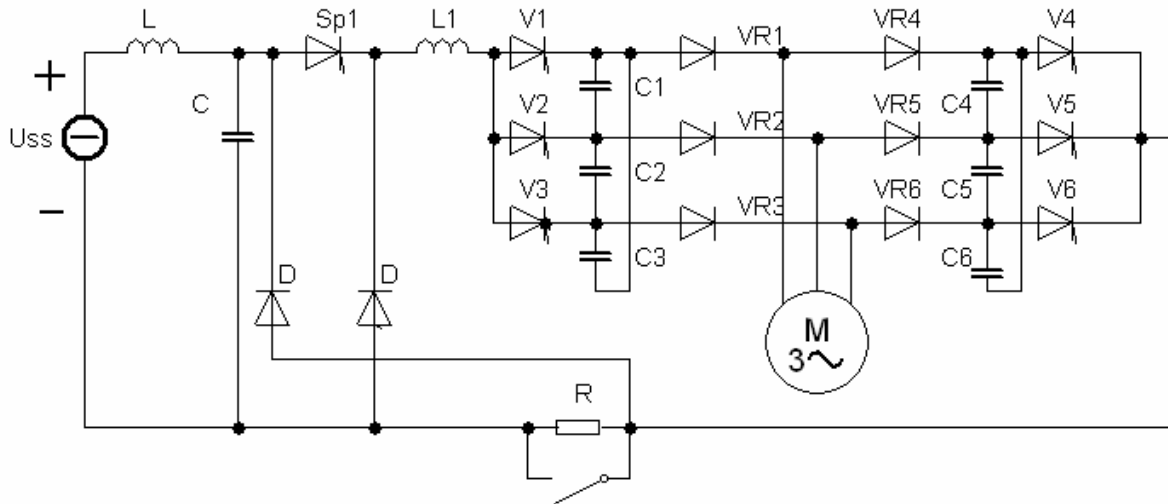 L Sp1 L1 V1 VR1 VR4 V4
+ C C1 C4
Uss V2 VR2 VR5 V5
− C2 C5
V3 VR3 VR6 V6
D D C3 C6
M
3~
R